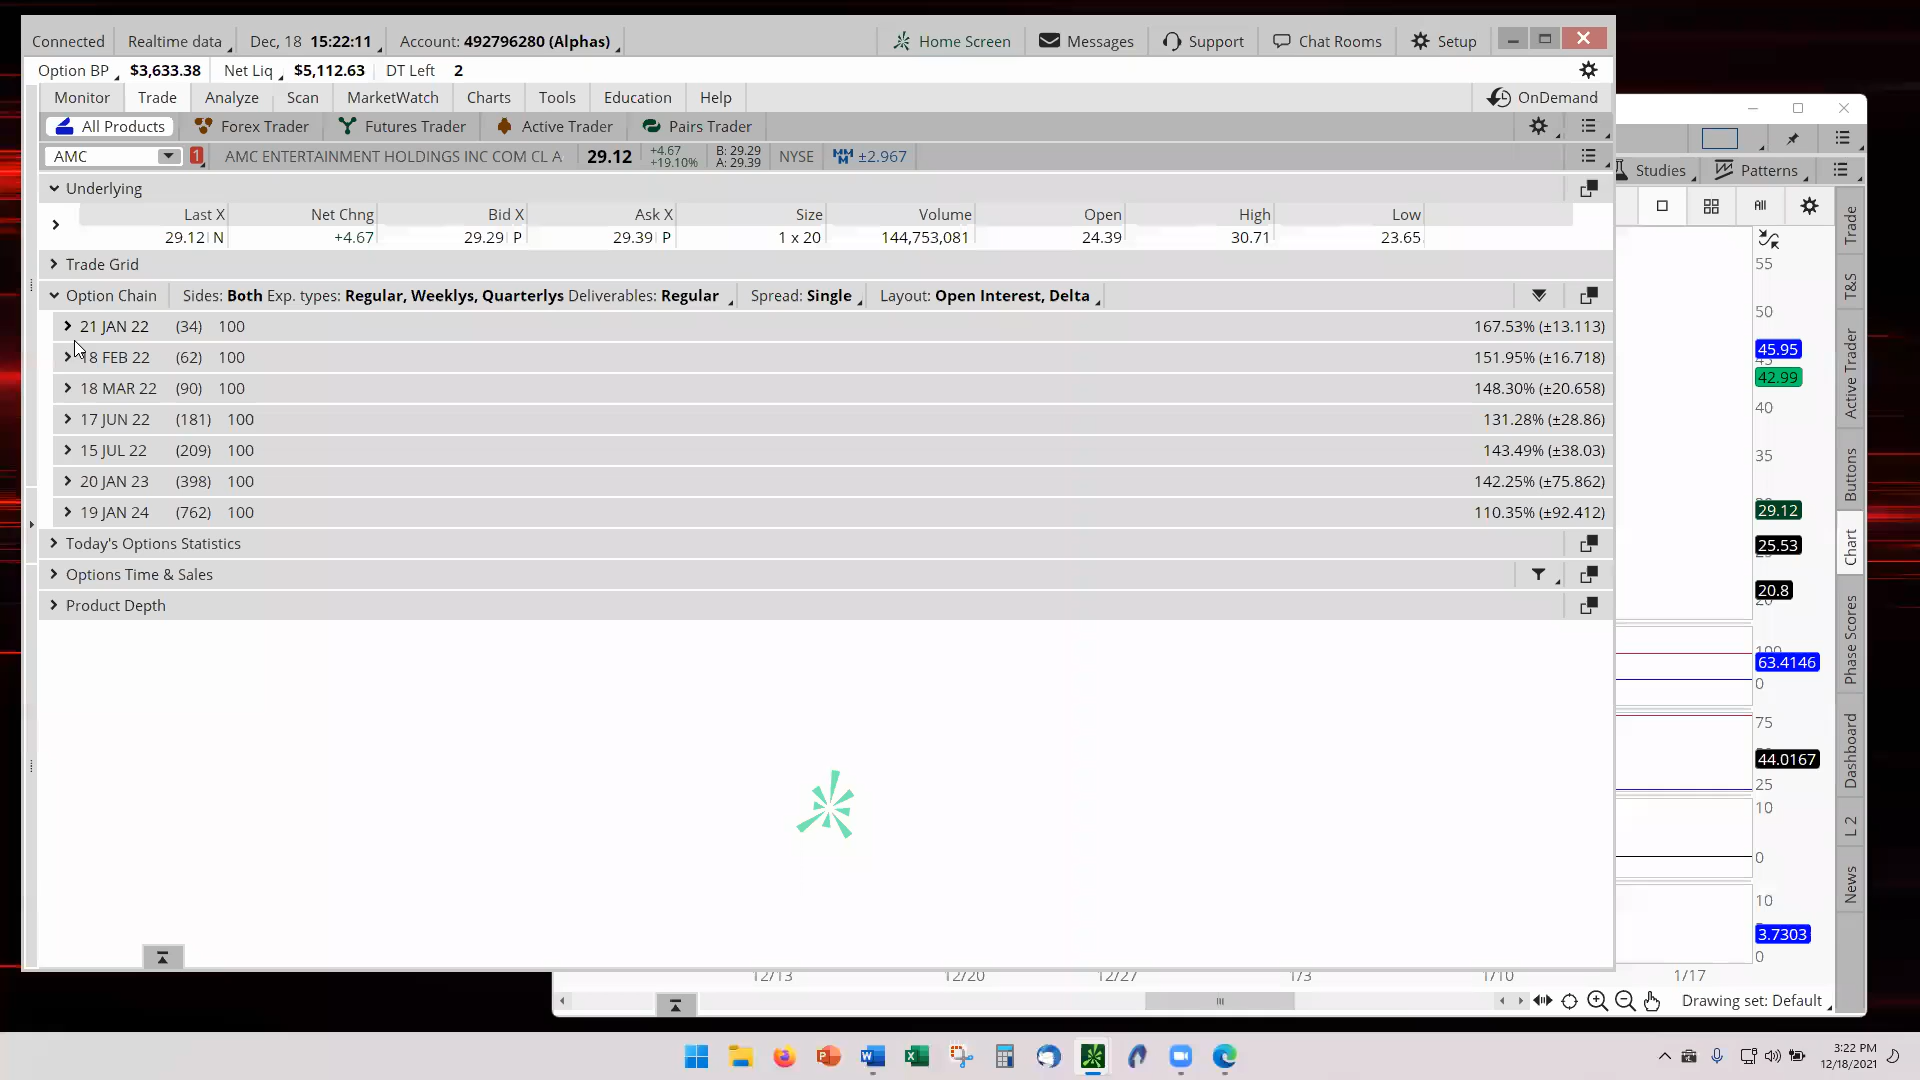 Connected Realtime data Dec, 18 15:22:11 Account: 492796280 (Alphas) Home Screen Messages Support Chat Rooms Setup
Option BP $3,633.38 Net Liq $5,112.63 DT Left 2
Monitor Trade Analyze Scan MarketWatch Charts Tools Education Help OnDemand
All Products Forex Trader Futures Trader Active Trader Pairs Trader
AMC 1 AMC ENTERTAINMENT HOLDINGS INC COM CL A 29.12 +4.67 +19.10% B: 29.29 A: 29.39 NYSE ±2.967
Underlying
Last X Net Chng Bid X Ask X Size Volume Open High Low
29.12 N +4.67 29.29 P 29.39 P 1 x 20 144,753,081 24.39 30.71 23.65
Trade Grid
Option Chain Sides: Both Exp. types: Regular, Weeklys, Quarterlys Deliverables: Regular Spread: Single Layout: Open Interest, Delta
21 JAN 22 (34) 100 167.53% (±13.113)
18 FEB 22 (62) 100 151.95% (±16.718)
18 MAR 22 (90) 100 148.30% (±20.658)
17 JUN 22 (181) 100 131.28% (±28.86)
15 JUL 22 (209) 100 143.49% (±38.03)
20 JAN 23 (398) 100 142.25% (±75.862)
19 JAN 24 (762) 100 110.35% (±92.412)
Today's Options Statistics
Options Time & Sales
Product Depth
Studies Patterns
All
55
50
45.95
42.99
40
35
29.12
25.53
20.8
63.4146
0
75
44.0167
25
10
0
10
3.7303
0
Trade
T&S
Active Trader
Buttons
Chart
Phase Scores
Dashboard
L 2
News
12/13 12/20 12/27 1/3 1/10 1/17
Drawing set: Default
3:22 PM
12/18/2021